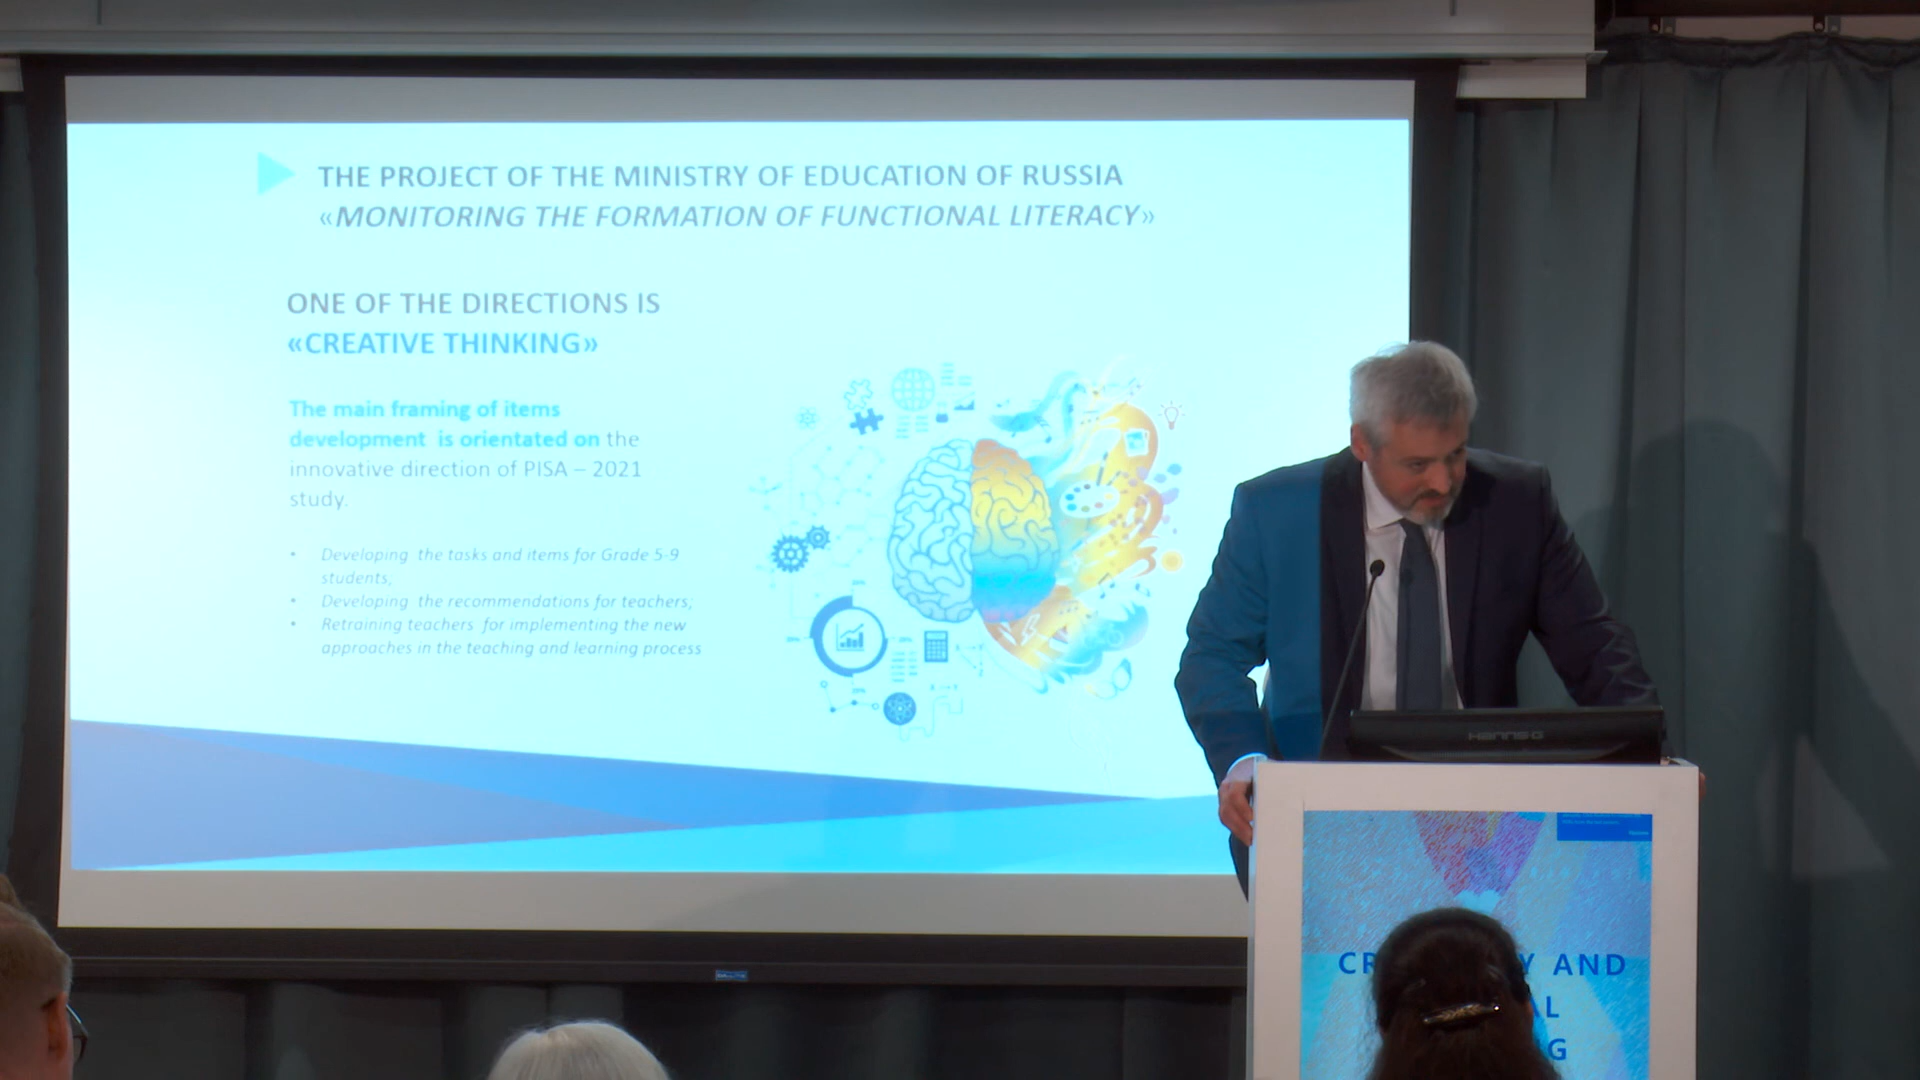 THE PROJECT OF THE MINISTRY OF EDUCATION OF RUSSIA
«MONITORING THE FORMATION OF FUNCTIONAL LITERACY»
ONE OF THE DIRECTIONS IS
«CREATIVE THINKING»
The main framing of items
development is orientated on the
innovative direction of PISA – 2021
study.
• Developing the tasks and items for Grade 5-9
students,
• Developing the recommendations for teachers;
• Retraining teachers for implementing the new
approaches in the teaching and learning process
HANNS-G
AND